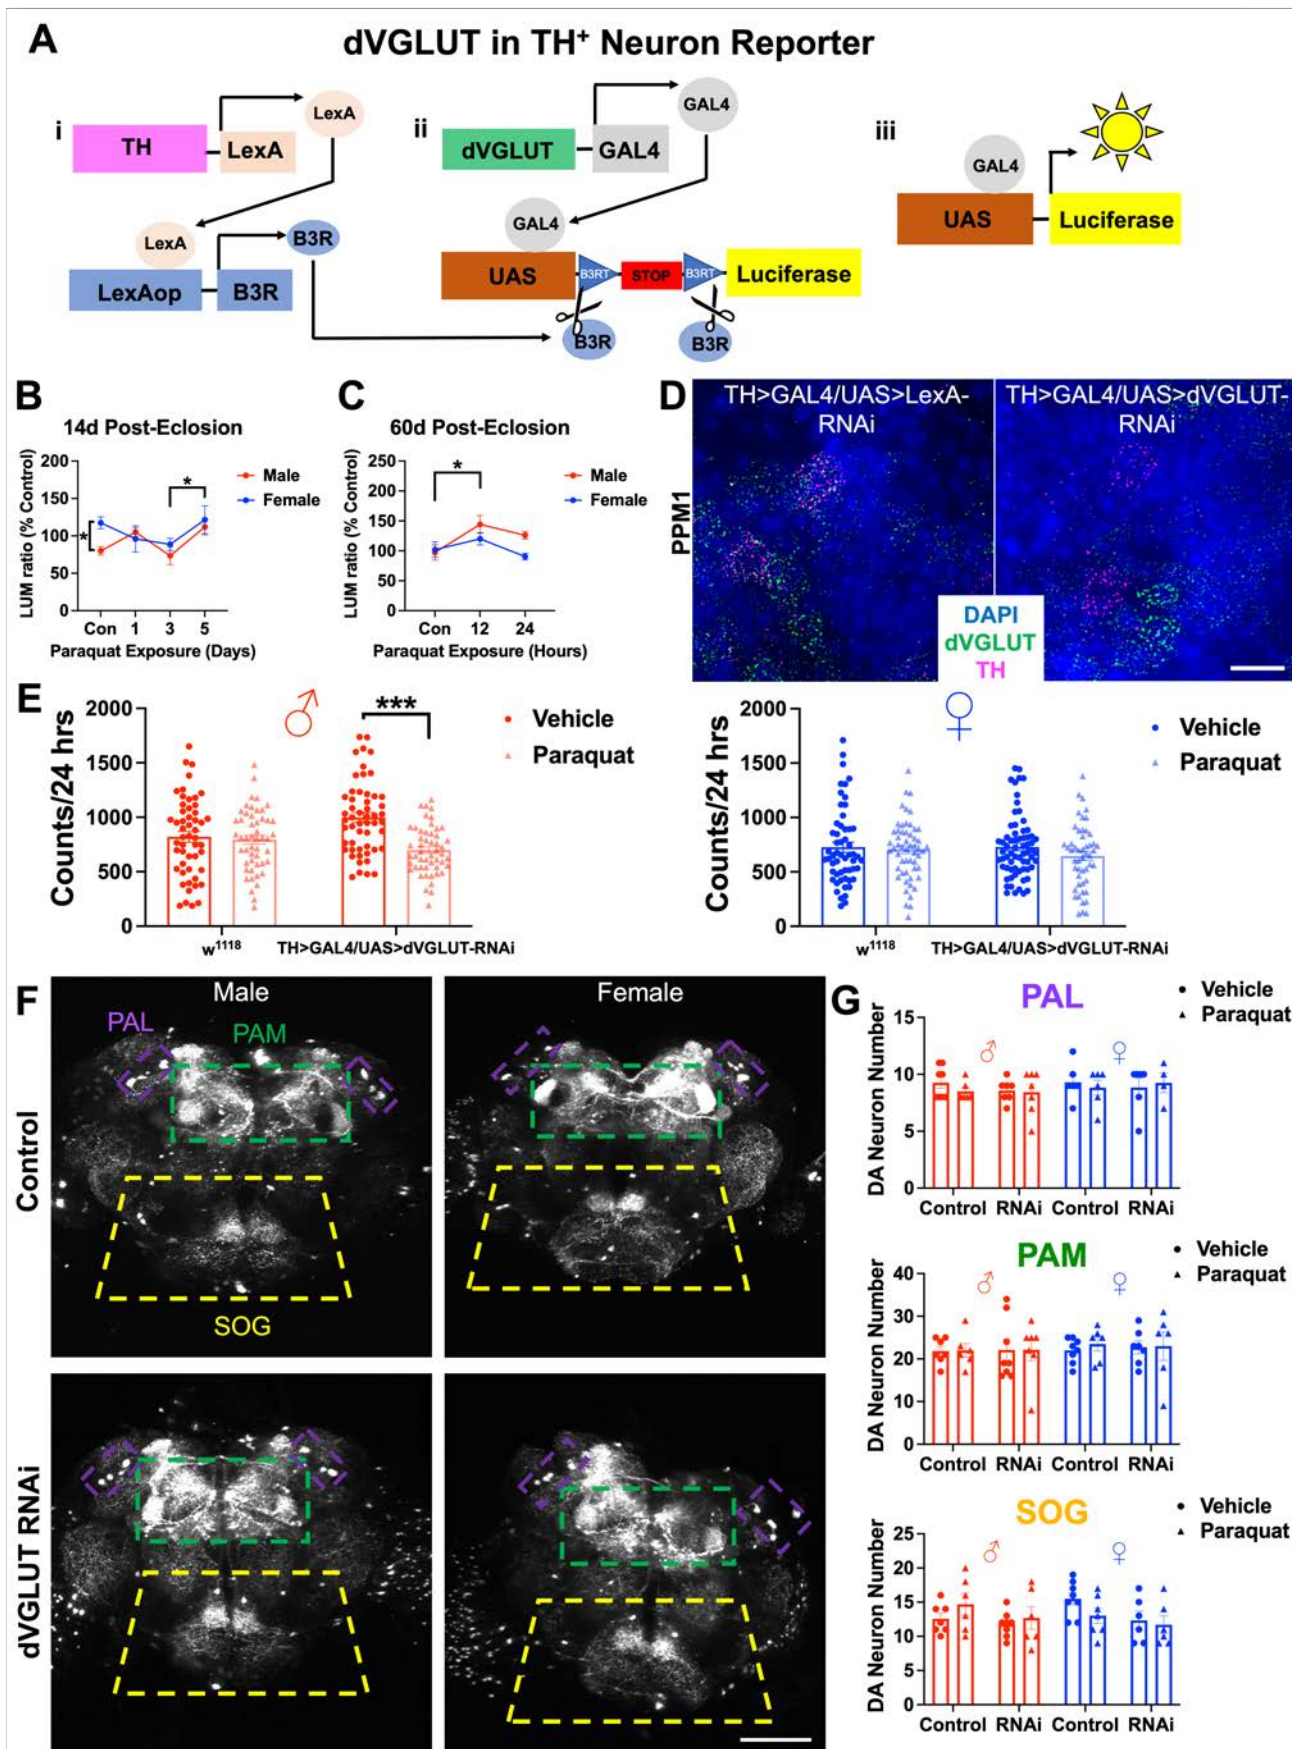 A
dVGLUT in TH⁺ Neuron Reporter
i
TH
LexA
LexA
LexA
LexAop
B3R
B3R
ii
dVGLUT
GAL4
GAL4
GAL4
UAS
B3RT
STOP
B3RT
Luciferase
B3R
B3R
iii
GAL4
UAS
Luciferase
B
14d Post-Eclosion
LUM ratio (% Control)
200
150
100
50
0
*
*
Male
Female
Con 1 3 5
Paraquat Exposure (Days)
C
60d Post-Eclosion
LUM ratio (% Control)
250
200
150
100
50
0
*
Male
Female
Con 12 24
Paraquat Exposure (Hours)
D
PPM1
TH>GAL4/UAS>LexA-
RNAi
TH>GAL4/UAS>dVGLUT-
RNAi
DAPI
dVGLUT
TH
E
Counts/24 hrs
2000
1500
1000
500
0
♂
***
Vehicle
Paraquat
w¹¹¹⁸ TH>GAL4/UAS>dVGLUT-RNAi
Counts/24 hrs
2000
1500
1000
500
0
♀
Vehicle
Paraquat
w¹¹¹⁸ TH>GAL4/UAS>dVGLUT-RNAi
F
Male
Female
Control
PAL
PAM
SOG
dVGLUT RNAi
G
PAL
Vehicle
Paraquat
DA Neuron Number
15
10
5
0
♂ ♀
Control RNAi Control RNAi
PAM
Vehicle
Paraquat
DA Neuron Number
40
30
20
10
0
♂ ♀
Control RNAi Control RNAi
SOG
Vehicle
Paraquat
DA Neuron Number
25
20
15
10
5
0
♂ ♀
Control RNAi Control RNAi